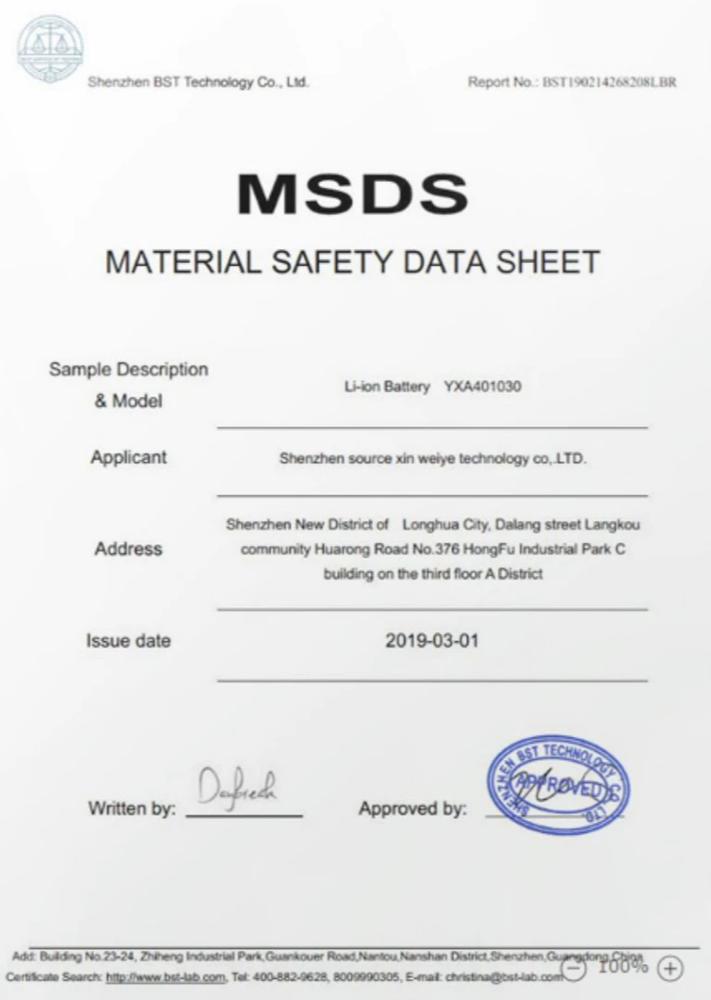 Shenzhen BST Technology Co., Ltd.
Report No.: BST190214268208LBR
MSDS
MATERIAL SAFETY DATA SHEET
Sample Description
& Model
Li-ion Battery YXA401030
Applicant
Shenzhen source xin weiye technology co,.LTD.
Address
Shenzhen New District of Longhua City, Dalang street Langkou
community Huarong Road No.376 HongFu Industrial Park C
building on the third floor A District
Issue date
2019-03-01
Written by:
Approved by:
SHENZHEN BST TECHNOLOGY CO., LTD.
APPROVED
Add: Building No.23-24, Zhiheng Industrial Park,Guankouer Road,Nantou,Nanshan District,Shenzhen,Guangdong,China
Certificate Search: http://www.bst-lab.com, Tel: 400-882-9628, 8009990305, E-mail: christina@bst-lab.com
100%